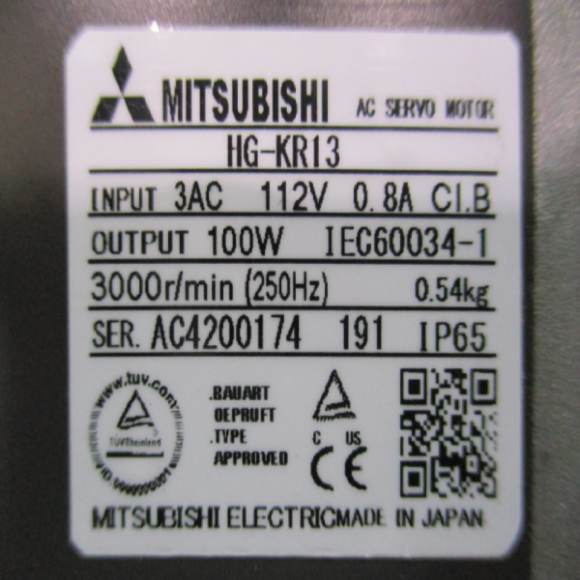 MITSUBISHI AC SERVO MOTOR
HG-KR13
INPUT 3AC 112V 0.8A CI.B
OUTPUT 100W IEC60034-1
3000r/min (250Hz) 0.54kg
SER. AC4200174 191 IP65
www.tuv.com
TÜVRheinland
.BAUART
GEPRUFT
.TYPE
APPROVED
C US
CE
MITSUBISHI ELECTRIC MADE IN JAPAN